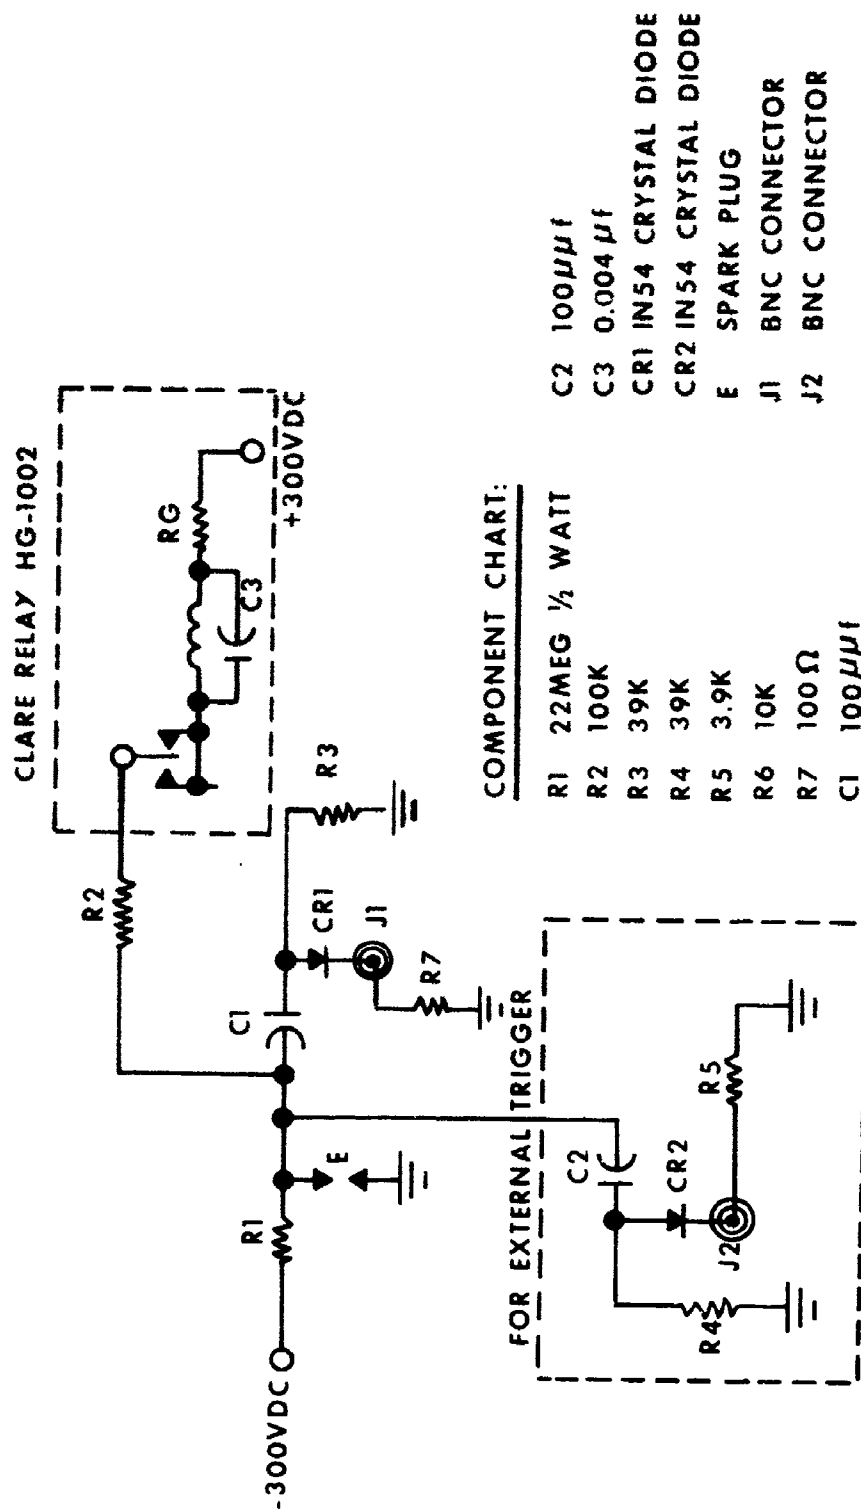 CLARE RELAY HG-1002
R2
RG
C3
+300VDC
C1
R3
CR1
J1
R7
-300VDC
R1
E
FOR EXTERNAL TRIGGER
C2
CR2
R4
J2
R5
COMPONENT CHART:
R1 22MEG ½ WATT
R2 100K
R3 39K
R4 39K
R5 3.9K
R6 10K
R7 100Ω
C1 100μμf
C2 100μμf
C3 0.004μf
CR1 IN54 CRYSTAL DIODE
CR2 IN54 CRYSTAL DIODE
E SPARK PLUG
J1 BNC CONNECTOR
J2 BNC CONNECTOR